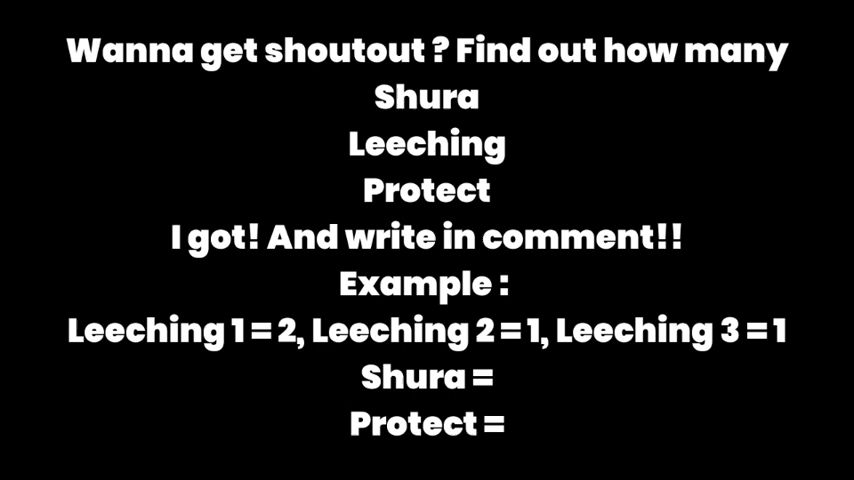 Wanna get shoutout ? Find out how many
Shura
Leeching
Protect
I got! And write in comment!!
Example :
Leeching 1 = 2, Leeching 2 = 1, Leeching 3 = 1
Shura =
Protect =